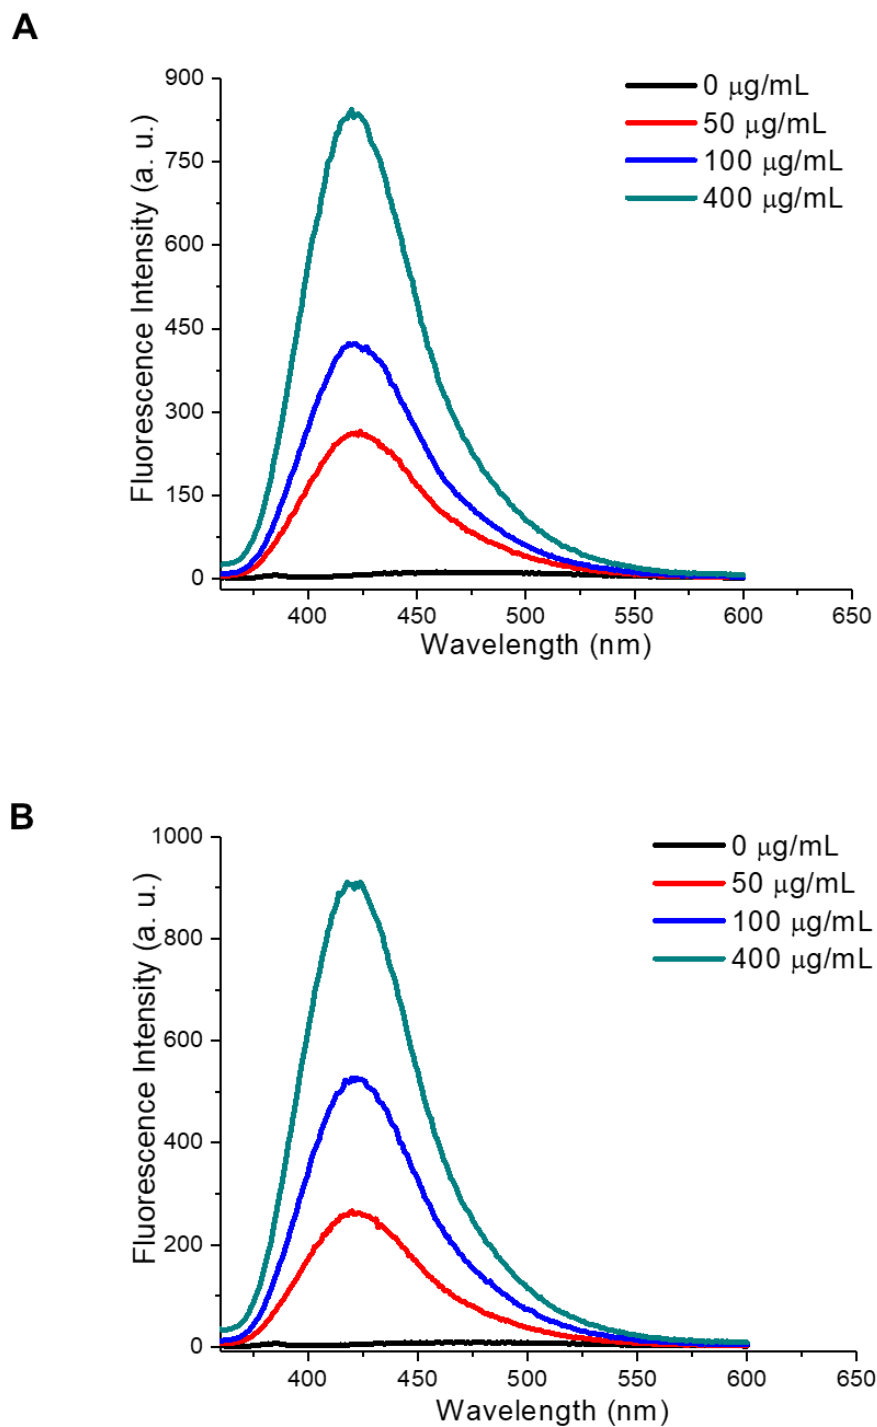 A
900
750
600
450
300
150
0
Fluorescence Intensity (a. u.)
0 μg/mL
50 μg/mL
100 μg/mL
400 μg/mL
400 450 500 550 600 650
Wavelength (nm)
B
1000
800
600
400
200
0
Fluorescence Intensity (a. u.)
0 μg/mL
50 μg/mL
100 μg/mL
400 μg/mL
400 450 500 550 600 650
Wavelength (nm)